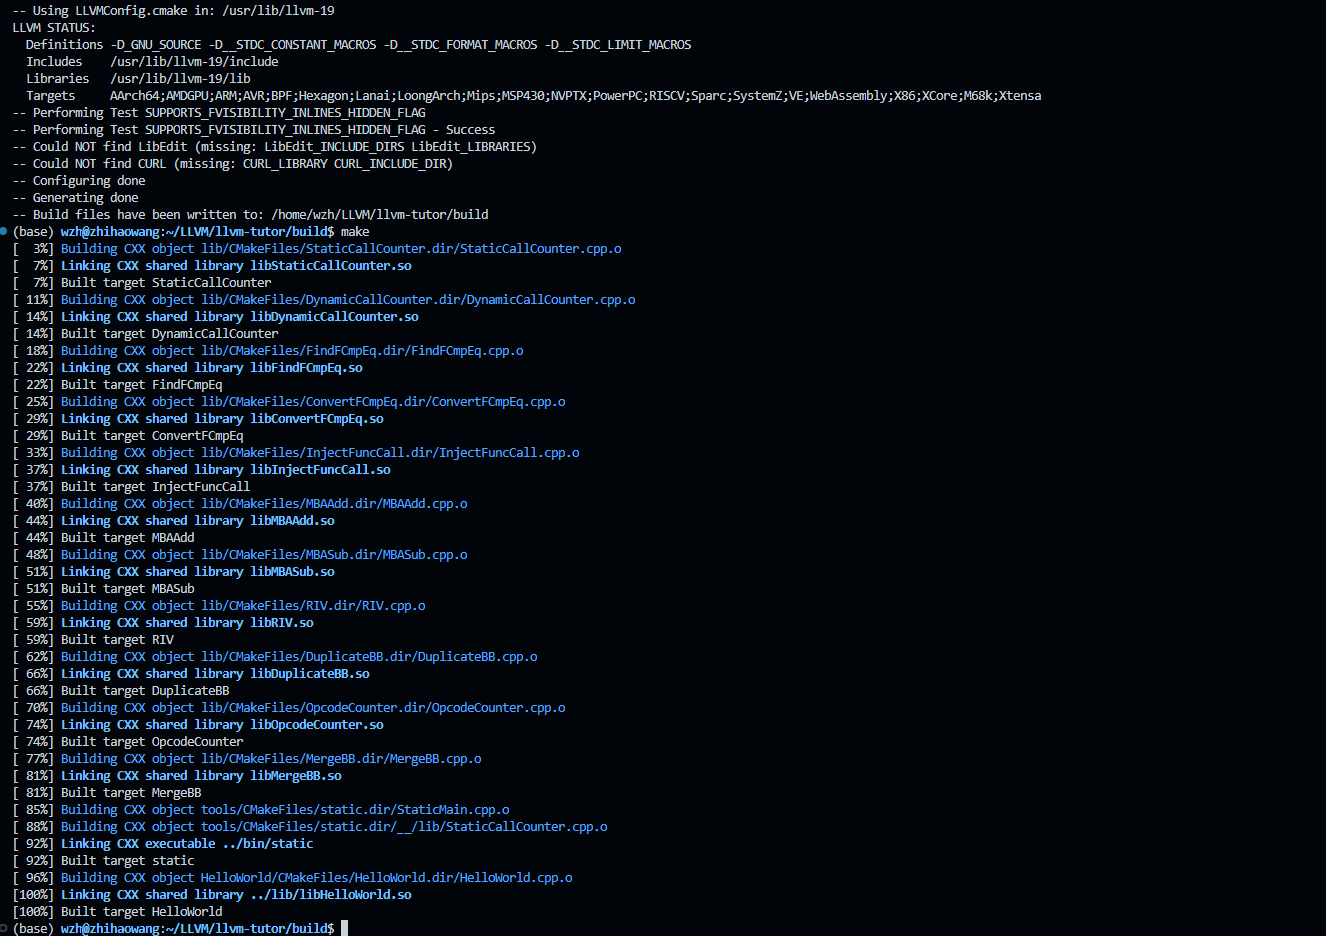 -- Using LLVMConfig.cmake in: /usr/lib/llvm-19
LLVM STATUS:
  Definitions -D_GNU_SOURCE -D__STDC_CONSTANT_MACROS -D__STDC_FORMAT_MACROS -D__STDC_LIMIT_MACROS
  Includes    /usr/lib/llvm-19/include
  Libraries   /usr/lib/llvm-19/lib
  Targets     AArch64;AMDGPU;ARM;AVR;BPF;Hexagon;Lanai;LoongArch;Mips;MSP430;NVPTX;PowerPC;RISCV;Sparc;SystemZ;VE;WebAssembly;X86;XCore;M68k;Xtensa
-- Performing Test SUPPORTS_FVISIBILITY_INLINES_HIDDEN_FLAG
-- Performing Test SUPPORTS_FVISIBILITY_INLINES_HIDDEN_FLAG - Success
-- Could NOT find LibEdit (missing: LibEdit_INCLUDE_DIRS LibEdit_LIBRARIES)
-- Could NOT find CURL (missing: CURL_LIBRARY CURL_INCLUDE_DIR)
-- Configuring done
-- Generating done
-- Build files have been written to: /home/wzh/LLVM/llvm-tutor/build
(base) wzh@zhihaowang:~/LLVM/llvm-tutor/build$ make
[  3%] Building CXX object lib/CMakeFiles/StaticCallCounter.dir/StaticCallCounter.cpp.o
[  7%] Linking CXX shared library libStaticCallCounter.so
[  7%] Built target StaticCallCounter
[ 11%] Building CXX object lib/CMakeFiles/DynamicCallCounter.dir/DynamicCallCounter.cpp.o
[ 14%] Linking CXX shared library libDynamicCallCounter.so
[ 14%] Built target DynamicCallCounter
[ 18%] Building CXX object lib/CMakeFiles/FindFCmpEq.dir/FindFCmpEq.cpp.o
[ 22%] Linking CXX shared library libFindFCmpEq.so
[ 22%] Built target FindFCmpEq
[ 25%] Building CXX object lib/CMakeFiles/ConvertFCmpEq.dir/ConvertFCmpEq.cpp.o
[ 29%] Linking CXX shared library libConvertFCmpEq.so
[ 29%] Built target ConvertFCmpEq
[ 33%] Building CXX object lib/CMakeFiles/InjectFuncCall.dir/InjectFuncCall.cpp.o
[ 37%] Linking CXX shared library libInjectFuncCall.so
[ 37%] Built target InjectFuncCall
[ 40%] Building CXX object lib/CMakeFiles/MBAAdd.dir/MBAAdd.cpp.o
[ 44%] Linking CXX shared library libMBAAdd.so
[ 44%] Built target MBAAdd
[ 48%] Building CXX object lib/CMakeFiles/MBASub.dir/MBASub.cpp.o
[ 51%] Linking CXX shared library libMBASub.so
[ 51%] Built target MBASub
[ 55%] Building CXX object lib/CMakeFiles/RIV.dir/RIV.cpp.o
[ 59%] Linking CXX shared library libRIV.so
[ 59%] Built target RIV
[ 62%] Building CXX object lib/CMakeFiles/DuplicateBB.dir/DuplicateBB.cpp.o
[ 66%] Linking CXX shared library libDuplicateBB.so
[ 66%] Built target DuplicateBB
[ 70%] Building CXX object lib/CMakeFiles/OpcodeCounter.dir/OpcodeCounter.cpp.o
[ 74%] Linking CXX shared library libOpcodeCounter.so
[ 74%] Built target OpcodeCounter
[ 77%] Building CXX object lib/CMakeFiles/MergeBB.dir/MergeBB.cpp.o
[ 81%] Linking CXX shared library libMergeBB.so
[ 81%] Built target MergeBB
[ 85%] Building CXX object tools/CMakeFiles/static.dir/StaticMain.cpp.o
[ 88%] Building CXX object tools/CMakeFiles/static.dir/__/lib/StaticCallCounter.cpp.o
[ 92%] Linking CXX executable ../bin/static
[ 92%] Built target static
[ 96%] Building CXX object HelloWorld/CMakeFiles/HelloWorld.dir/HelloWorld.cpp.o
[100%] Linking CXX shared library ../lib/libHelloWorld.so
[100%] Built target HelloWorld
(base) wzh@zhihaowang:~/LLVM/llvm-tutor/build$